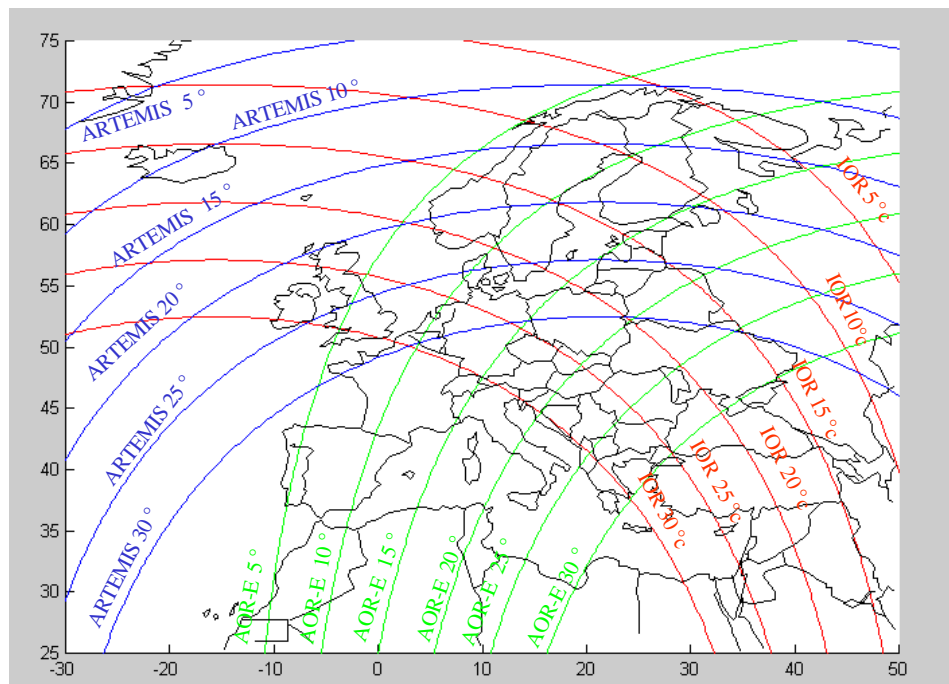 75
70
65
60
55
50
45
40
35
30
25
-30
-20
-10
0
10
20
30
40
50
ARTEMIS 5°
ARTEMIS 10°
ARTEMIS 15°
ARTEMIS 20°
ARTEMIS 25°
ARTEMIS 30°
AOR-E 5°
AOR-E 10°
AOR-E 15°
AOR-E 20°
AOR-E 25°
AOR-E 30°
IOR 5°c
IOR 10°c
IOR 15°c
IOR 20°c
IOR 25°c
IOR 30°c